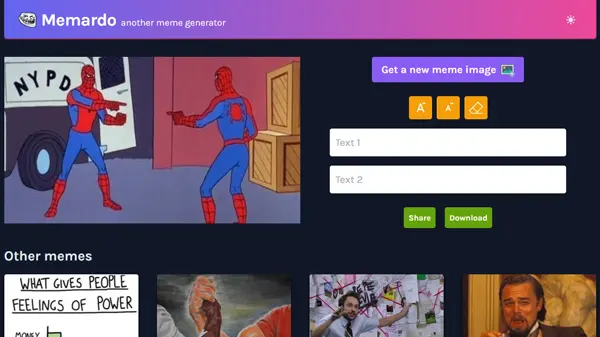 Memardo another meme generator
NYPD
Get a new meme image
A+ A-
Text 1
Text 2
Share Download
Other memes
WHAT GIVES PEOPLE
FEELINGS OF POWER
MONEY